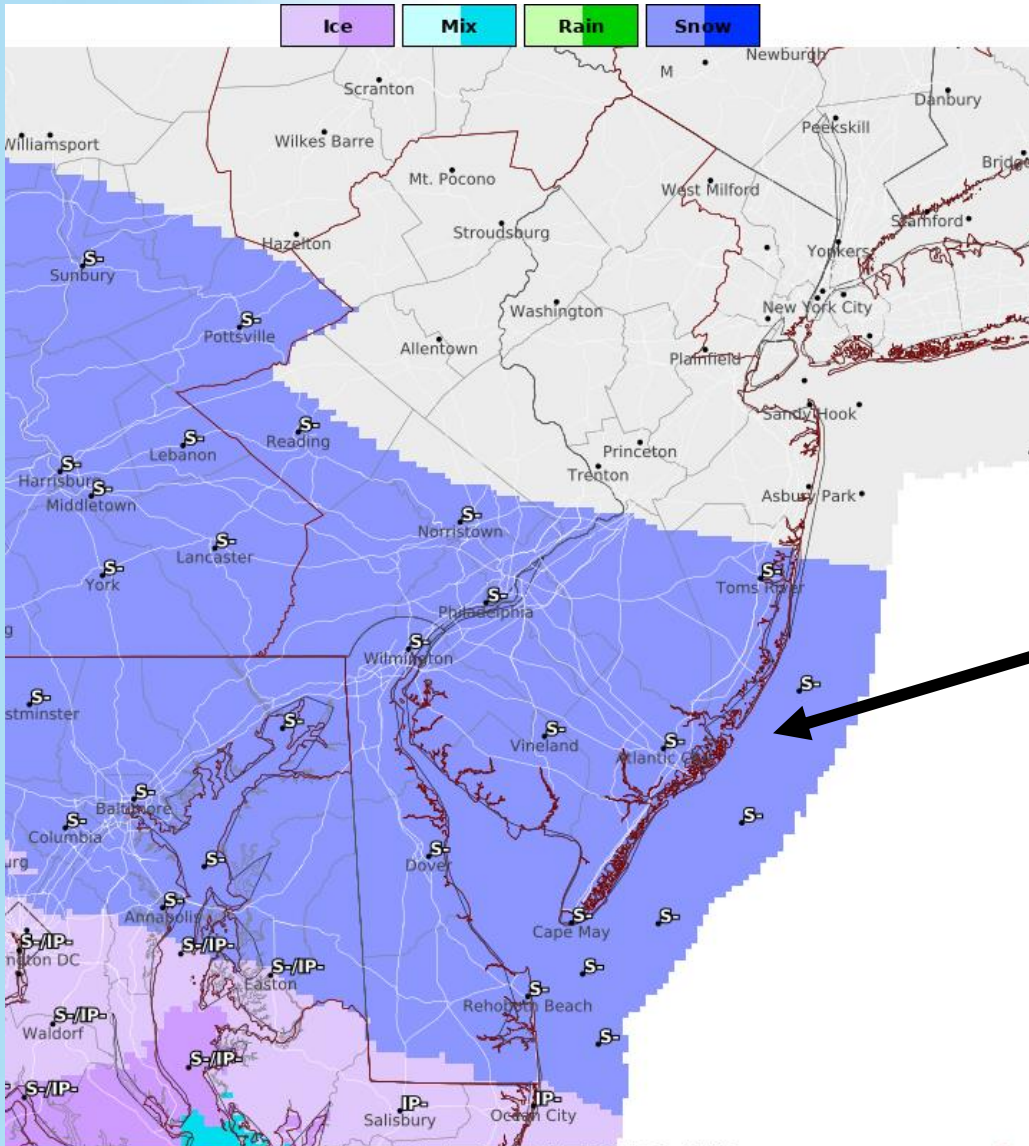 Ice Mix Rain Snow
Newburgh
M
Scranton
Danbury
Peekskill
Williamsport
Wilkes Barre
Mt. Pocono
West Milford
Stamford
Stroudsburg
Hazelton
Yonkers
S-
Sunbury
Washington
New York City
S-
Pottsville
Allentown
Plainfield
Sandy Hook
S-
Lebanon
S-
Reading
Princeton
S-
Harrisburg
Trenton
S-
Middletown
Asbury Park
S-
Norristown
S-
Lancaster
S-
York
S-
Toms River
S-
Philadelphia
S-
Wilmington
S-
S-
S-
S-
Vineland
S-
Atlantic
S-
Baltimore
S-
S-
Columbia
S-
S-
Dover
S-
Annapolis
S-
Cape May
S-
S-/IP-
S-/IP-
S-/IP-
Easton
S-
DC
S-
Rehoboth Beach
S-/IP-
Waldorf
S-
S-/IP-
S-/IP-
IP-
Salisbury
IP-
Ocean City